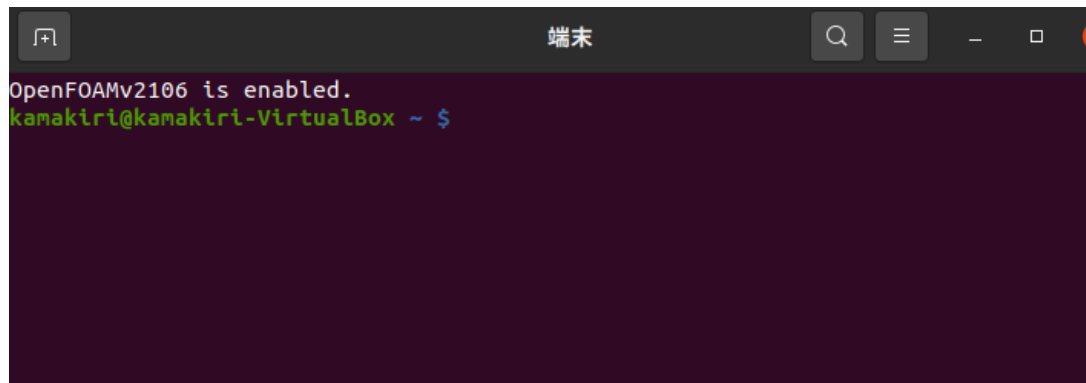 端末
OpenFOAMv2106 is enabled.
kamakiri@kamakiri-VirtualBox ~ $